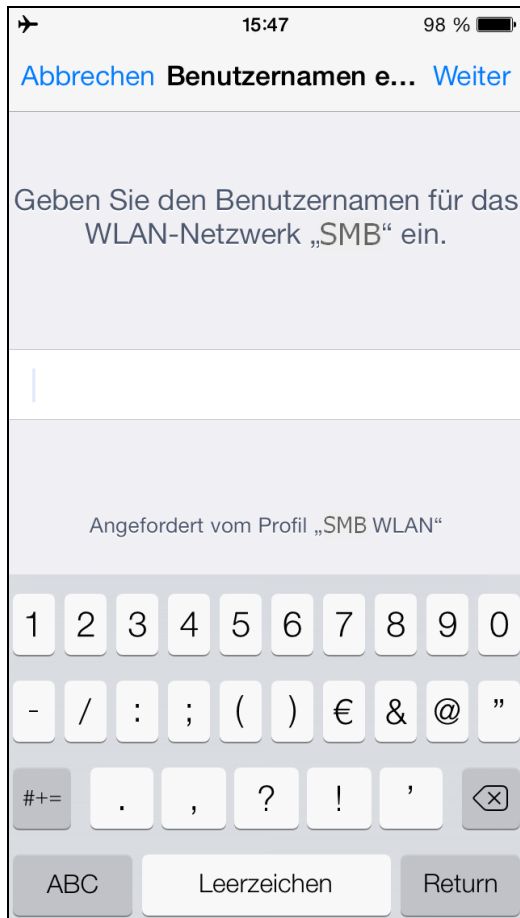 15:47 98 %
Abbrechen Benutzernamen e... Weiter
Geben Sie den Benutzernamen für das
WLAN-Netzwerk „SMB“ ein.
Angefordert vom Profil „SMB WLAN“
1 2 3 4 5 6 7 8 9 0
- / : ; ( ) € & @ ”
#+= . , ? ! ’
ABC Leerzeichen Return